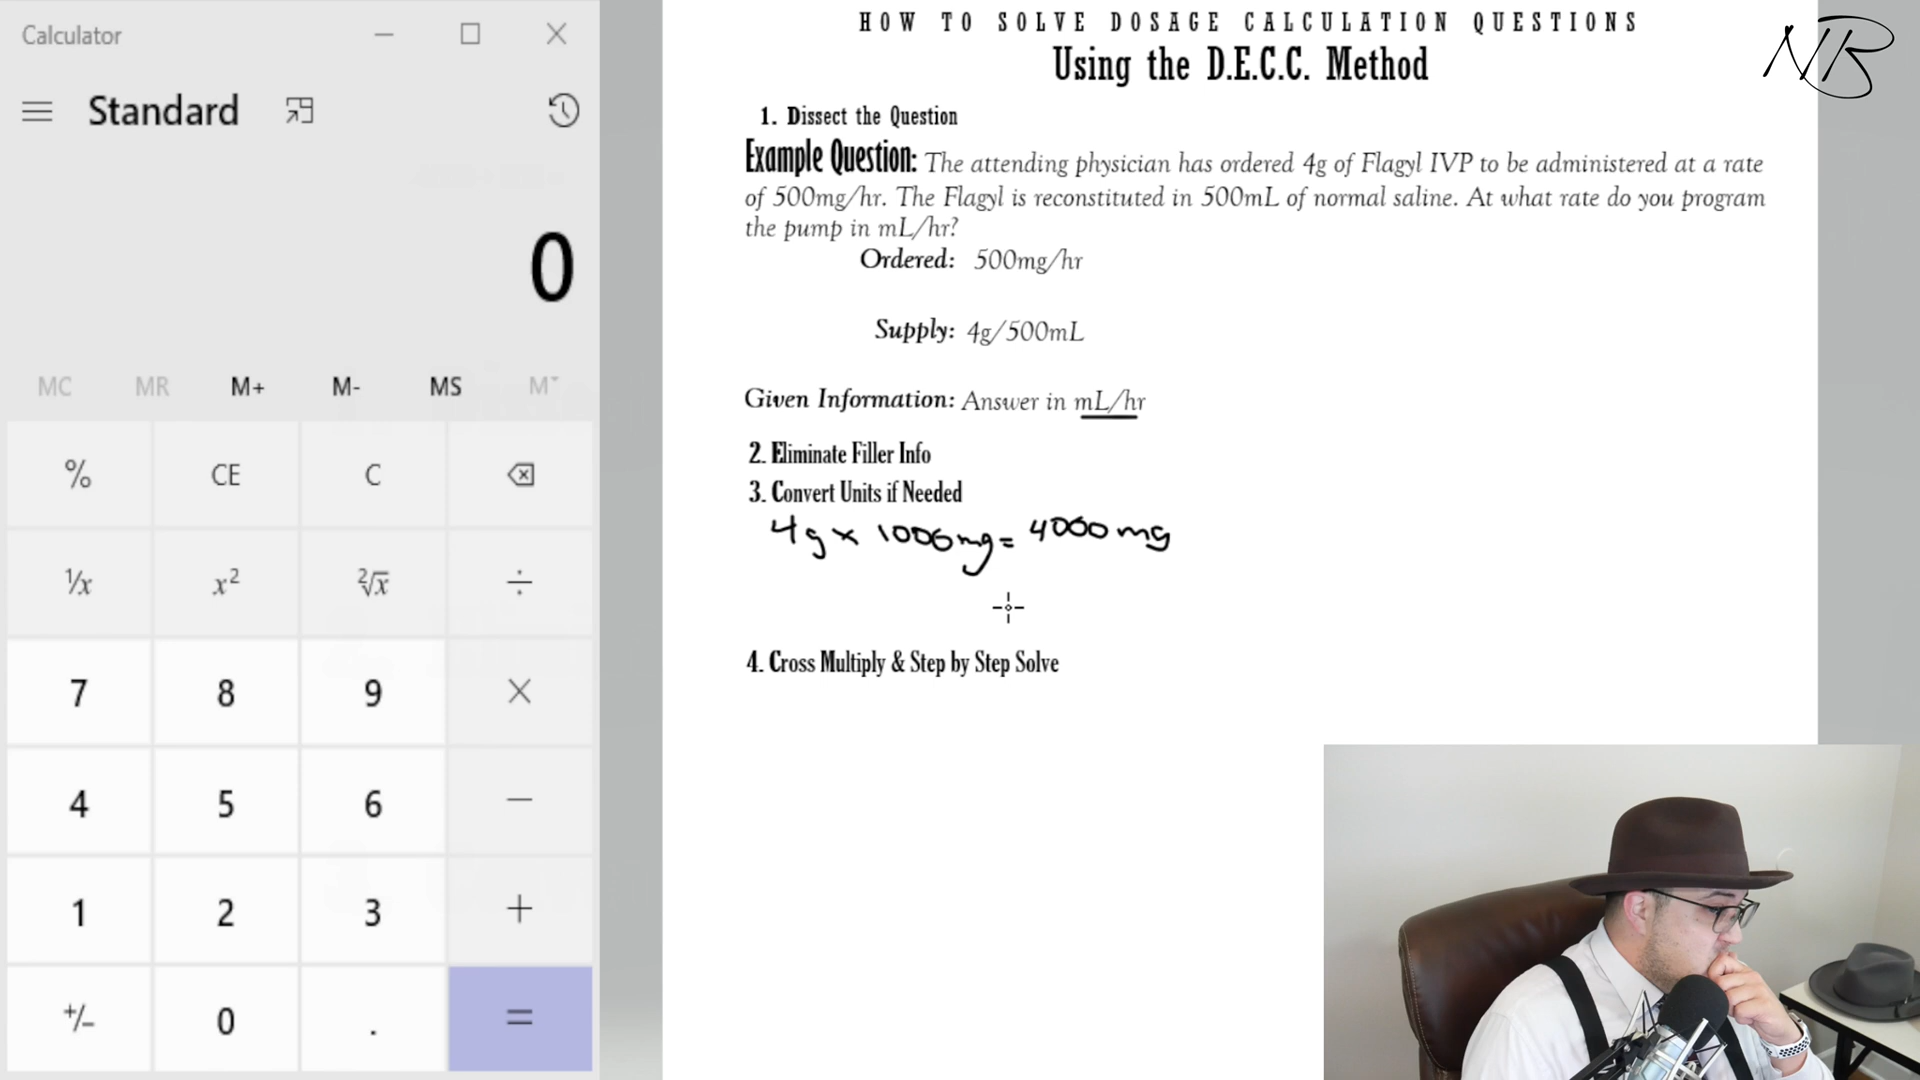 Calculator
Standard
0
MC MR M+ M- MS M˅
% CE C
¹/x x² ²√x ÷
7 8 9 ×
4 5 6 −
1 2 3 +
+/− 0 . =
HOW TO SOLVE DOSAGE CALCULATION QUESTIONS
Using the D.E.C.C. Method
NR
1. Dissect the Question
Example Question: The attending physician has ordered 4g of Flagyl IVP to be administered at a rate
of 500mg/hr. The Flagyl is reconstituted in 500mL of normal saline. At what rate do you program
the pump in mL/hr?
Ordered: 500mg/hr
Supply: 4g/500mL
Given Information: Answer in mL/hr
2. Eliminate Filler Info
3. Convert Units if Needed
4g x 1000mg = 4000mg
4. Cross Multiply & Step by Step Solve